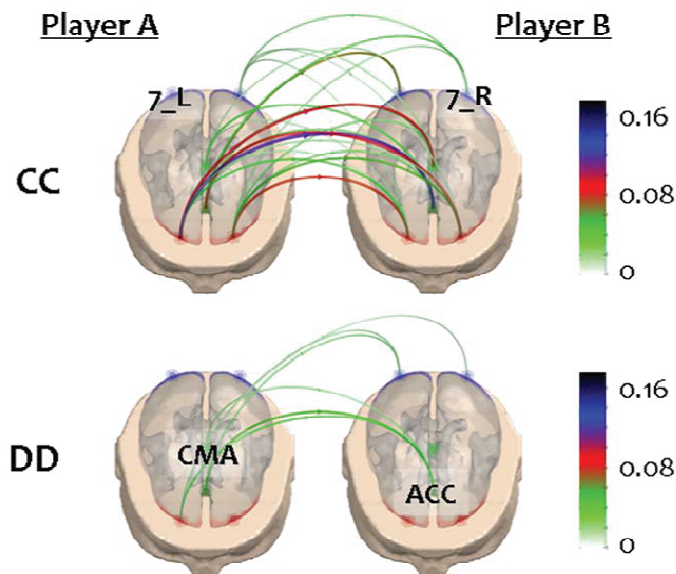 Player A
Player B
7_L
7_R
CC
0.16
0.08
0
DD
CMA
ACC
0.16
0.08
0